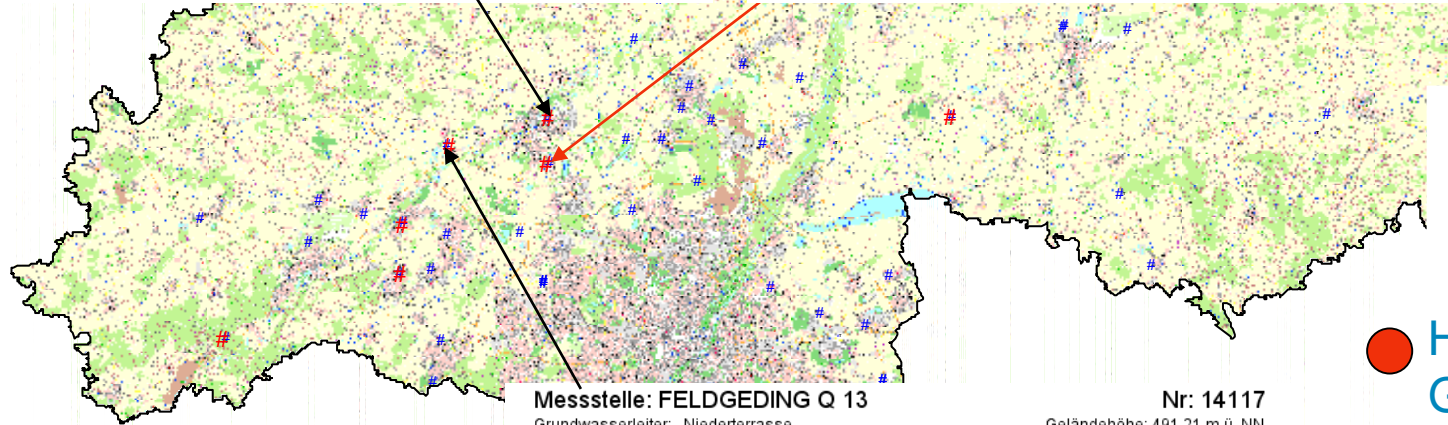 H
G
Messstelle: FELDGEDING Q 13 Nr: 14117
Grundwasserleiter: Niederterrasse Geländehöhe: 491,21 m ü. NN